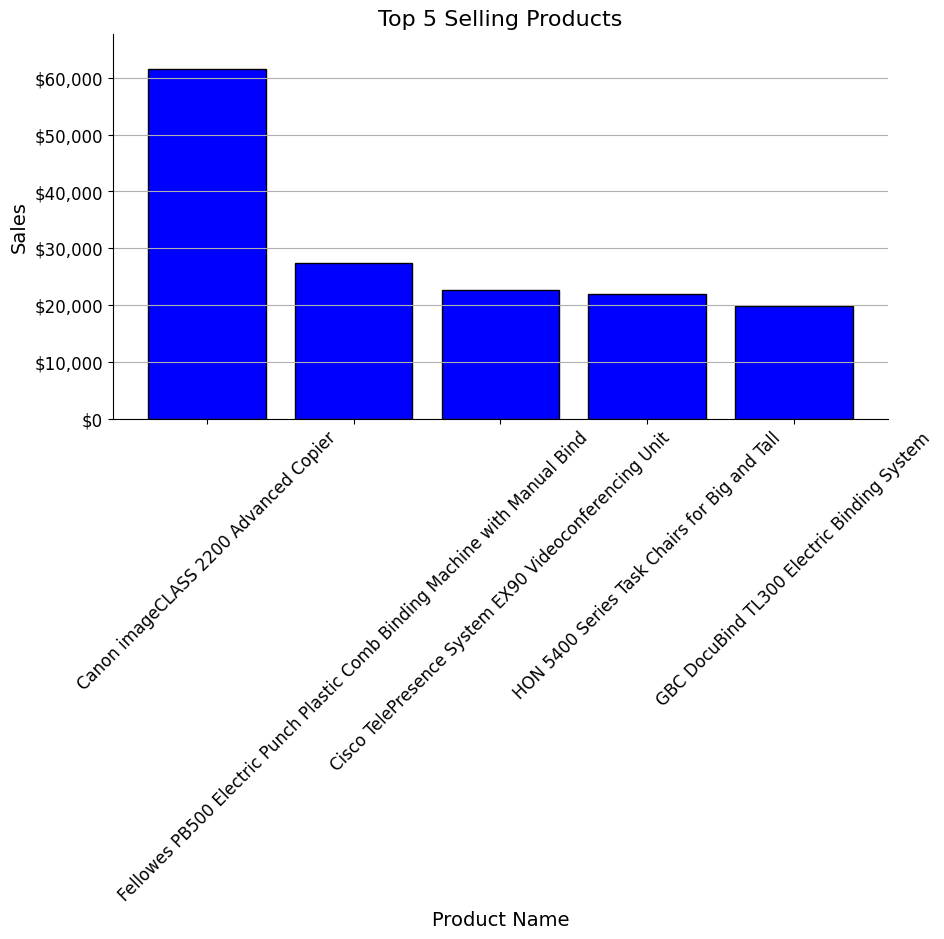 Top 5 Selling Products
Sales
$60,000
$50,000
$40,000
$30,000
$20,000
$10,000
$0
Canon imageCLASS 2200 Advanced Copier
Fellowes PB500 Electric Punch Plastic Comb Binding Machine with Manual Bind
Cisco TelePresence System EX90 Videoconferencing Unit
HON 5400 Series Task Chairs for Big and Tall
GBC DocuBind TL300 Electric Binding System
Product Name